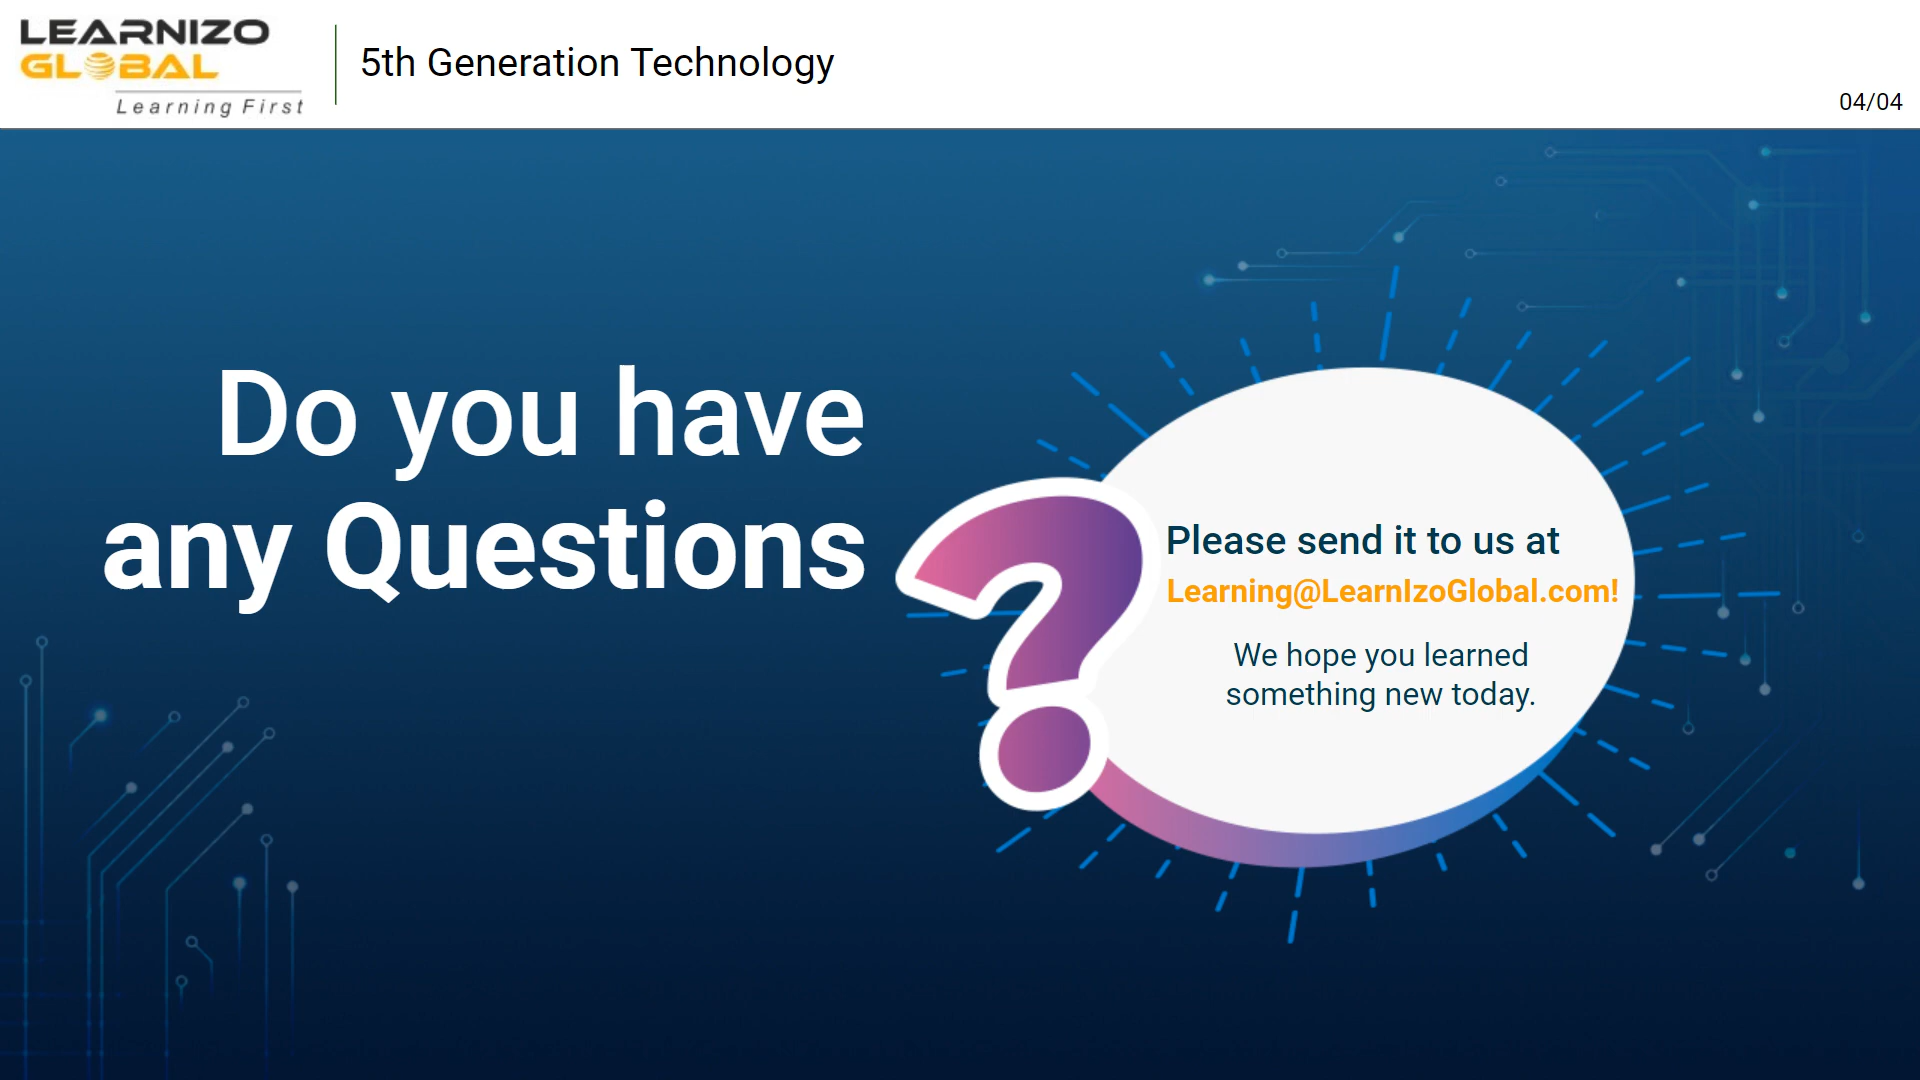 LEARNIZO
GLOBAL
Learning First
5th Generation Technology
04/04
Do you have
any Questions
?
Please send it to us at
Learning@LearnIzoGlobal.com!
We hope you learned
something new today.